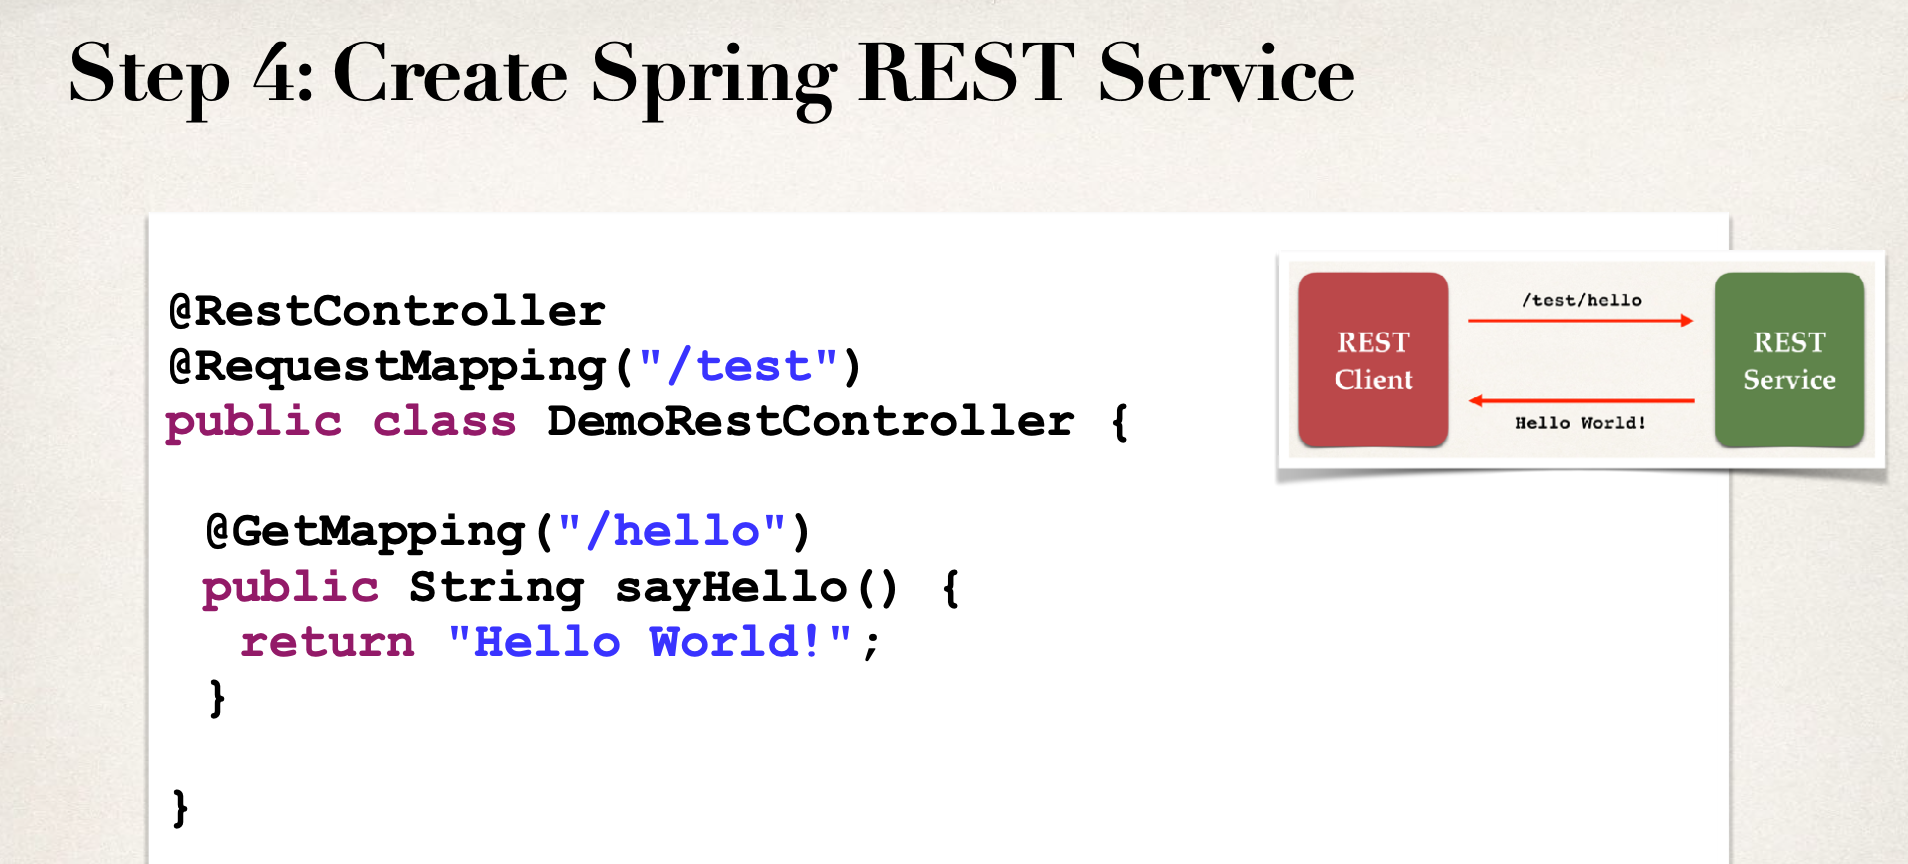 Step 4: Create Spring REST Service
@RestController
@RequestMapping("/test")
public class DemoRestController {
@GetMapping("/hello")
public String sayHello() {
return "Hello World!";
}
}
REST
Client
/test/hello
Hello World!
REST
Service